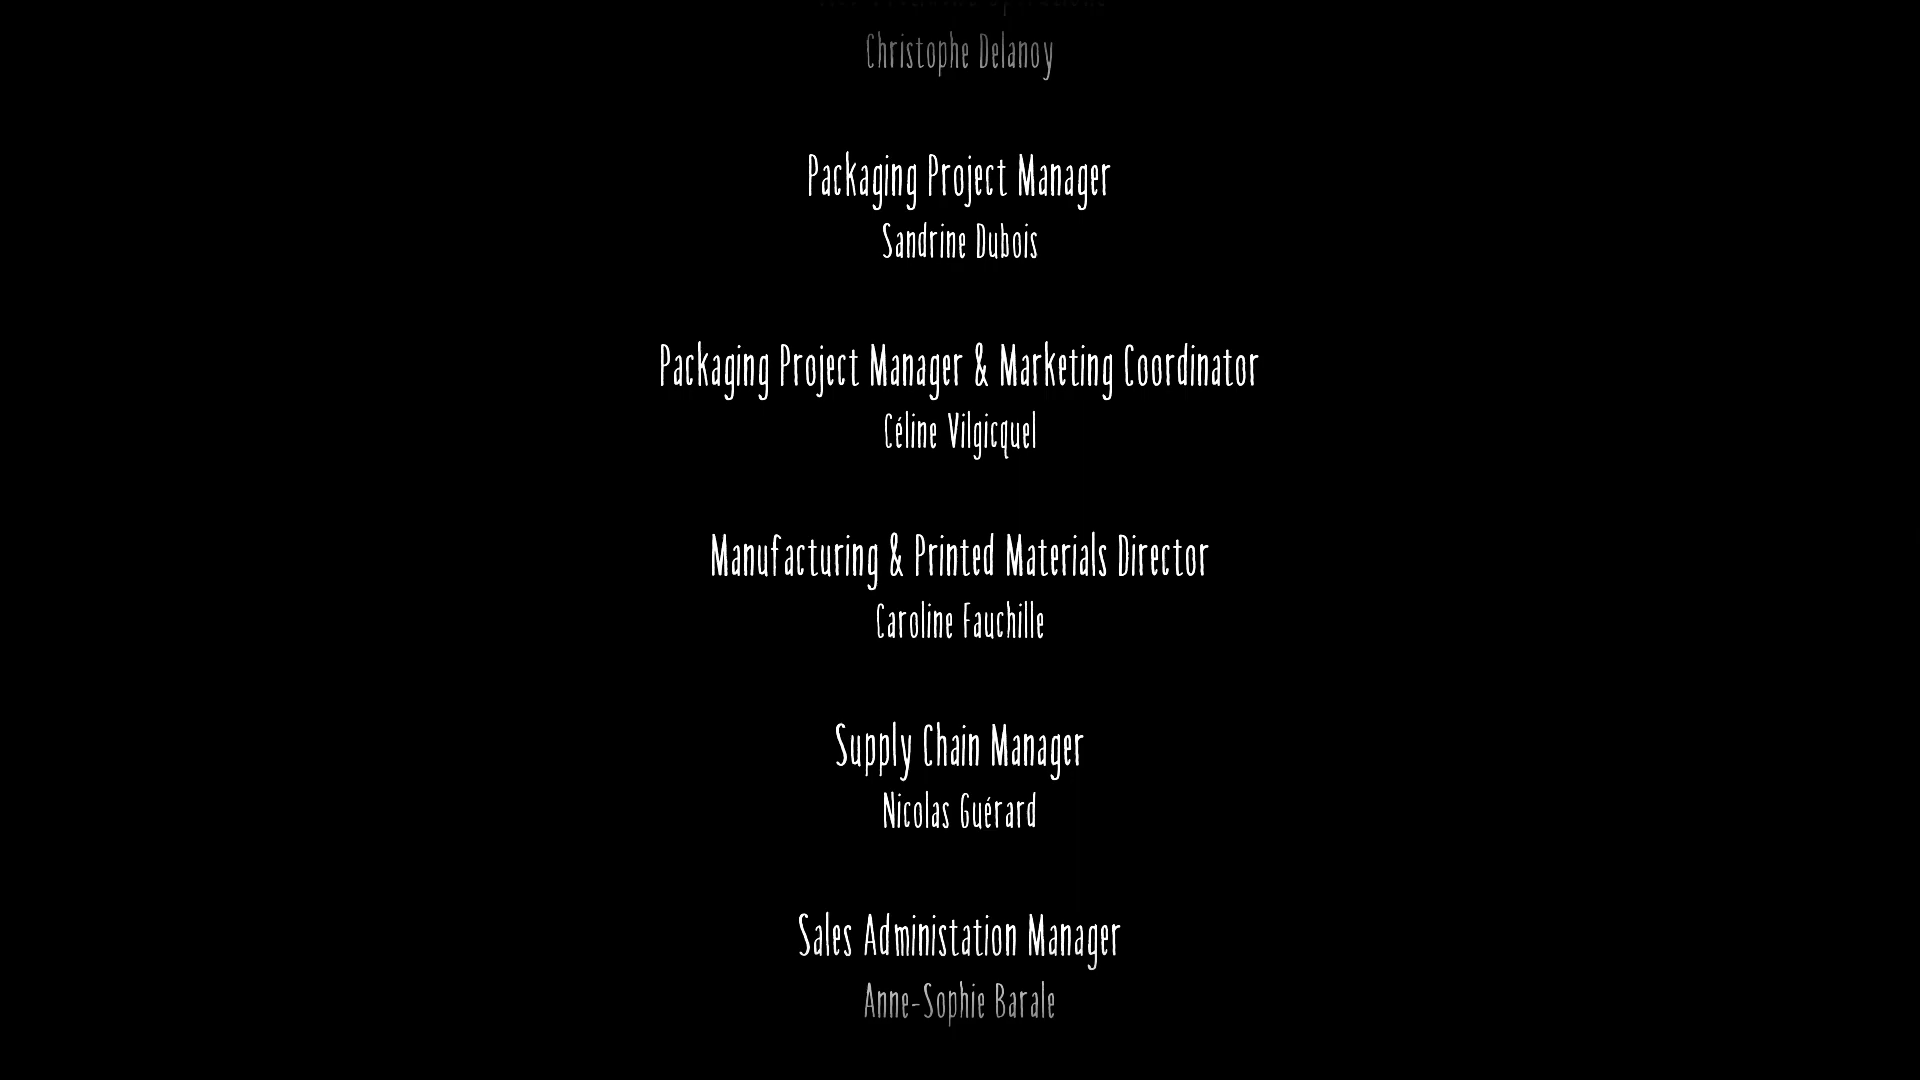 Christophe Delanoy
Packaging Project Manager
Sandrine Dubois
Packaging Project Manager & Marketing Coordinator
Céline Vilgicquel
Manufacturing & Printed Materials Director
Caroline Fauchille
Supply Chain Manager
Nicolas Guérard
Sales Administation Manager
Anne-Sophie Barale